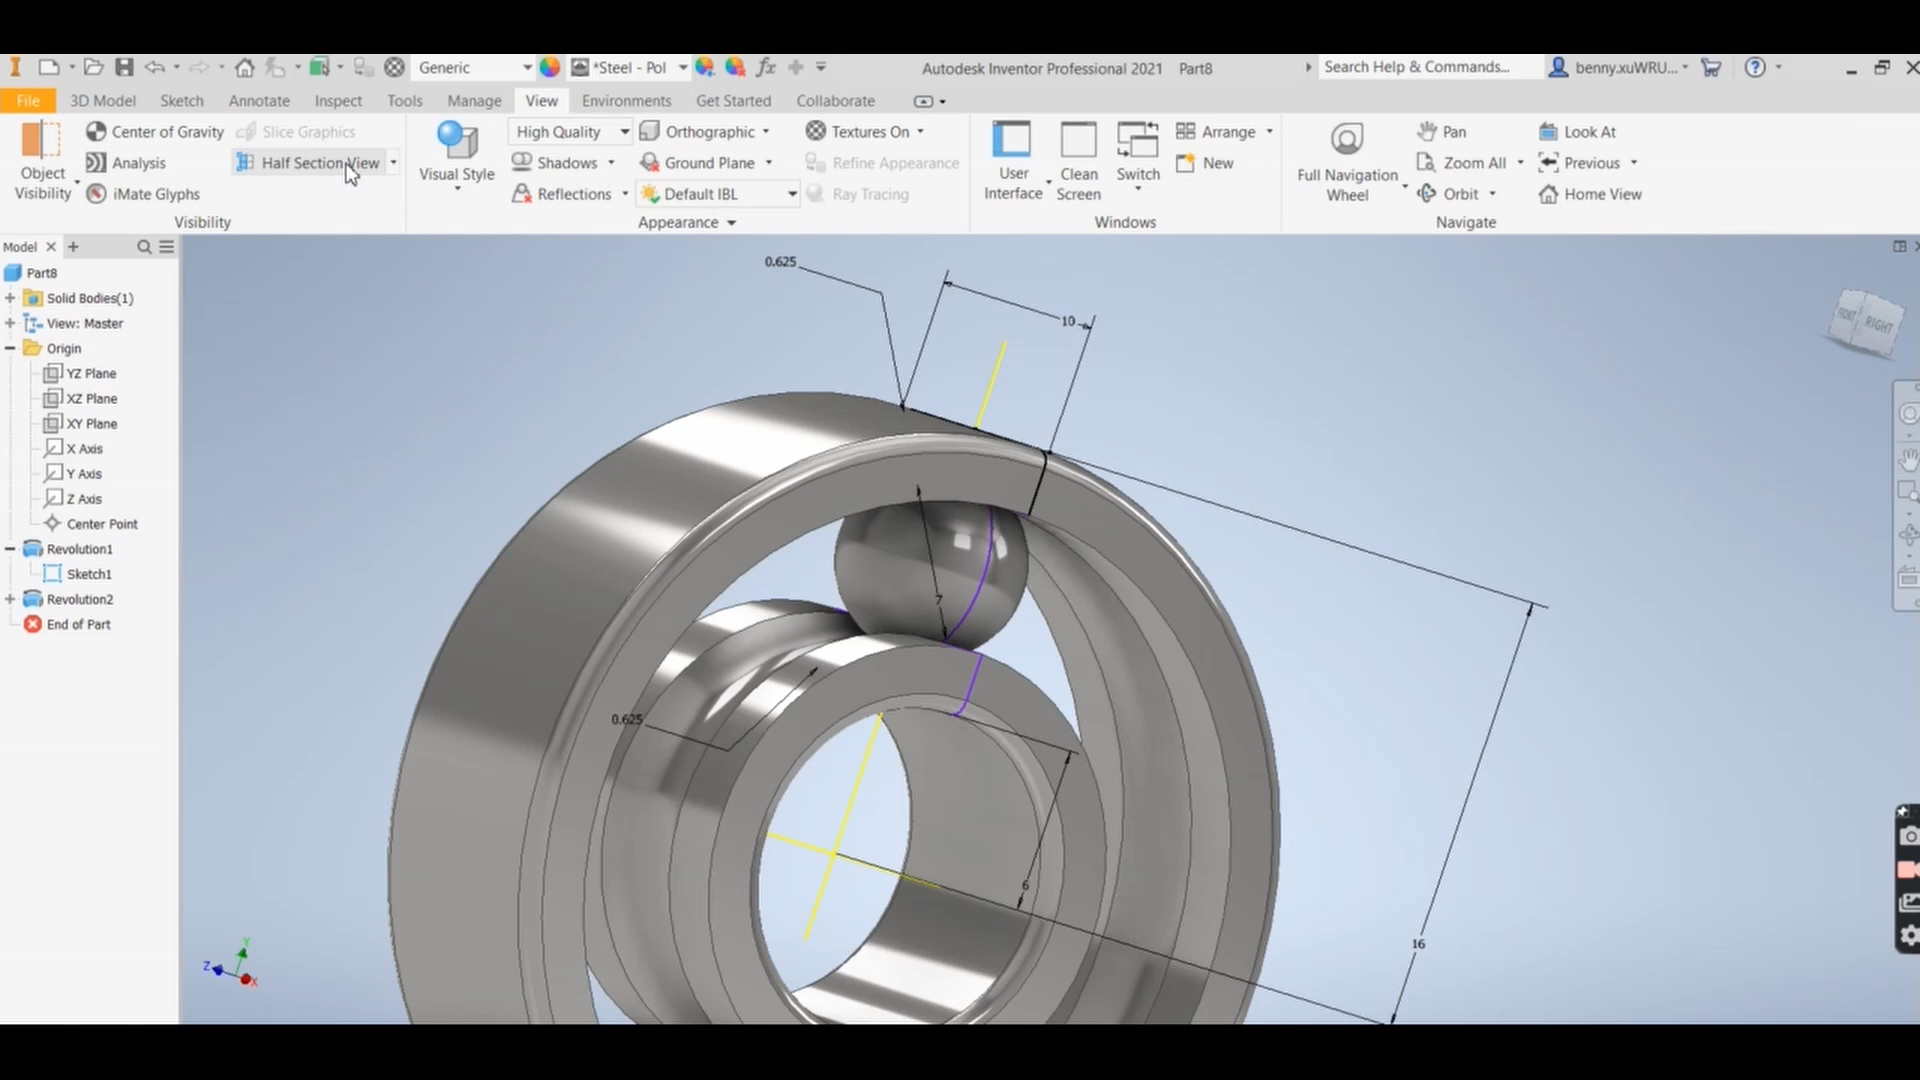 Generic *Steel - Pol fx Autodesk Inventor Professional 2021 Part8 Search Help & Commands... benny.xuWRU...
File 3D Model Sketch Annotate Inspect Tools Manage View Environments Get Started Collaborate
Object Visibility
Center of Gravity
Analysis
iMate Glyphs
Slice Graphics
Half Section View
Visibility
Visual Style
High Quality
Shadows
Reflections
Orthographic
Ground Plane
Default IBL
Textures On
Refine Appearance
Ray Tracing
Appearance
User Interface
Clean Screen
Switch
Arrange
New
Windows
Full Navigation Wheel
Pan
Zoom All
Orbit
Look At
Previous
Home View
Navigate
Model
Part8
Solid Bodies(1)
View: Master
Origin
YZ Plane
XZ Plane
XY Plane
X Axis
Y Axis
Z Axis
Center Point
Revolution1
Sketch1
Revolution2
End of Part
0.625
10
FRONT
RIGHT
7
0.625
6
16
Y
Z
X